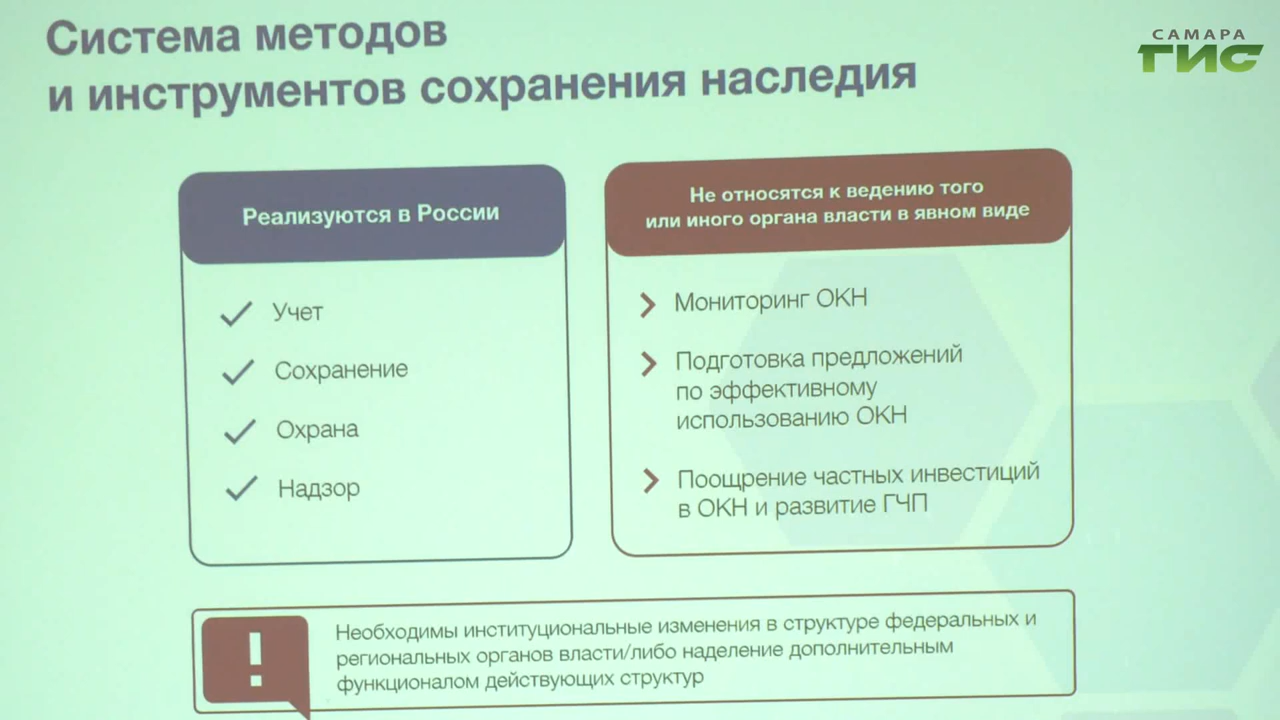 Система методов
и инструментов сохранения наследия
САМАРА
ГИС
Реализуются в России
Учет
Сохранение
Охрана
Надзор
Не относятся к ведению того
или иного органа власти в явном виде
Мониторинг ОКН
Подготовка предложений
по эффективному
использованию ОКН
Поощрение частных инвестиций
в ОКН и развитие ГЧП
!
Необходимы институциональные изменения в структуре федеральных и
региональных органов власти/либо наделение дополнительным
функционалом действующих структур